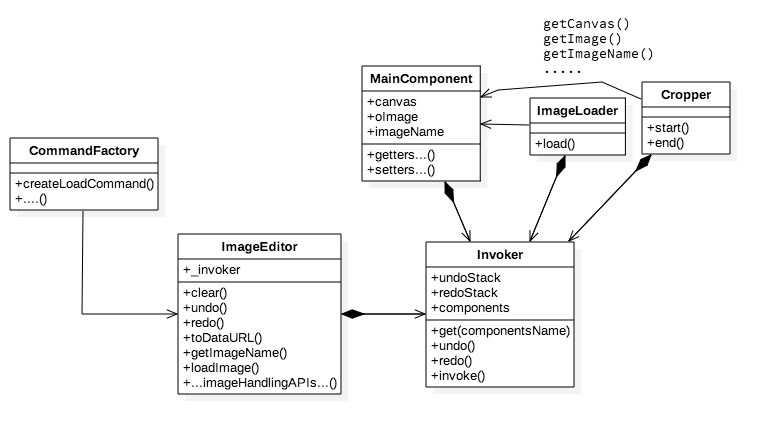 getCanvas()
getImage()
getImageName()
.....
MainComponent
+canvas
+oImage
+imageName
+getters...()
+setters...()
ImageLoader
+load()
Cropper
+start()
+end()
CommandFactory
+createLoadCommand()
+....()
ImageEditor
+_invoker
+clear()
+undo()
+redo()
+toDataURL()
+getImageName()
+loadImage()
+...imageHandlingAPIs...()
Invoker
+undoStack
+redoStack
+components
+get(componentsName)
+undo()
+redo()
+invoke()